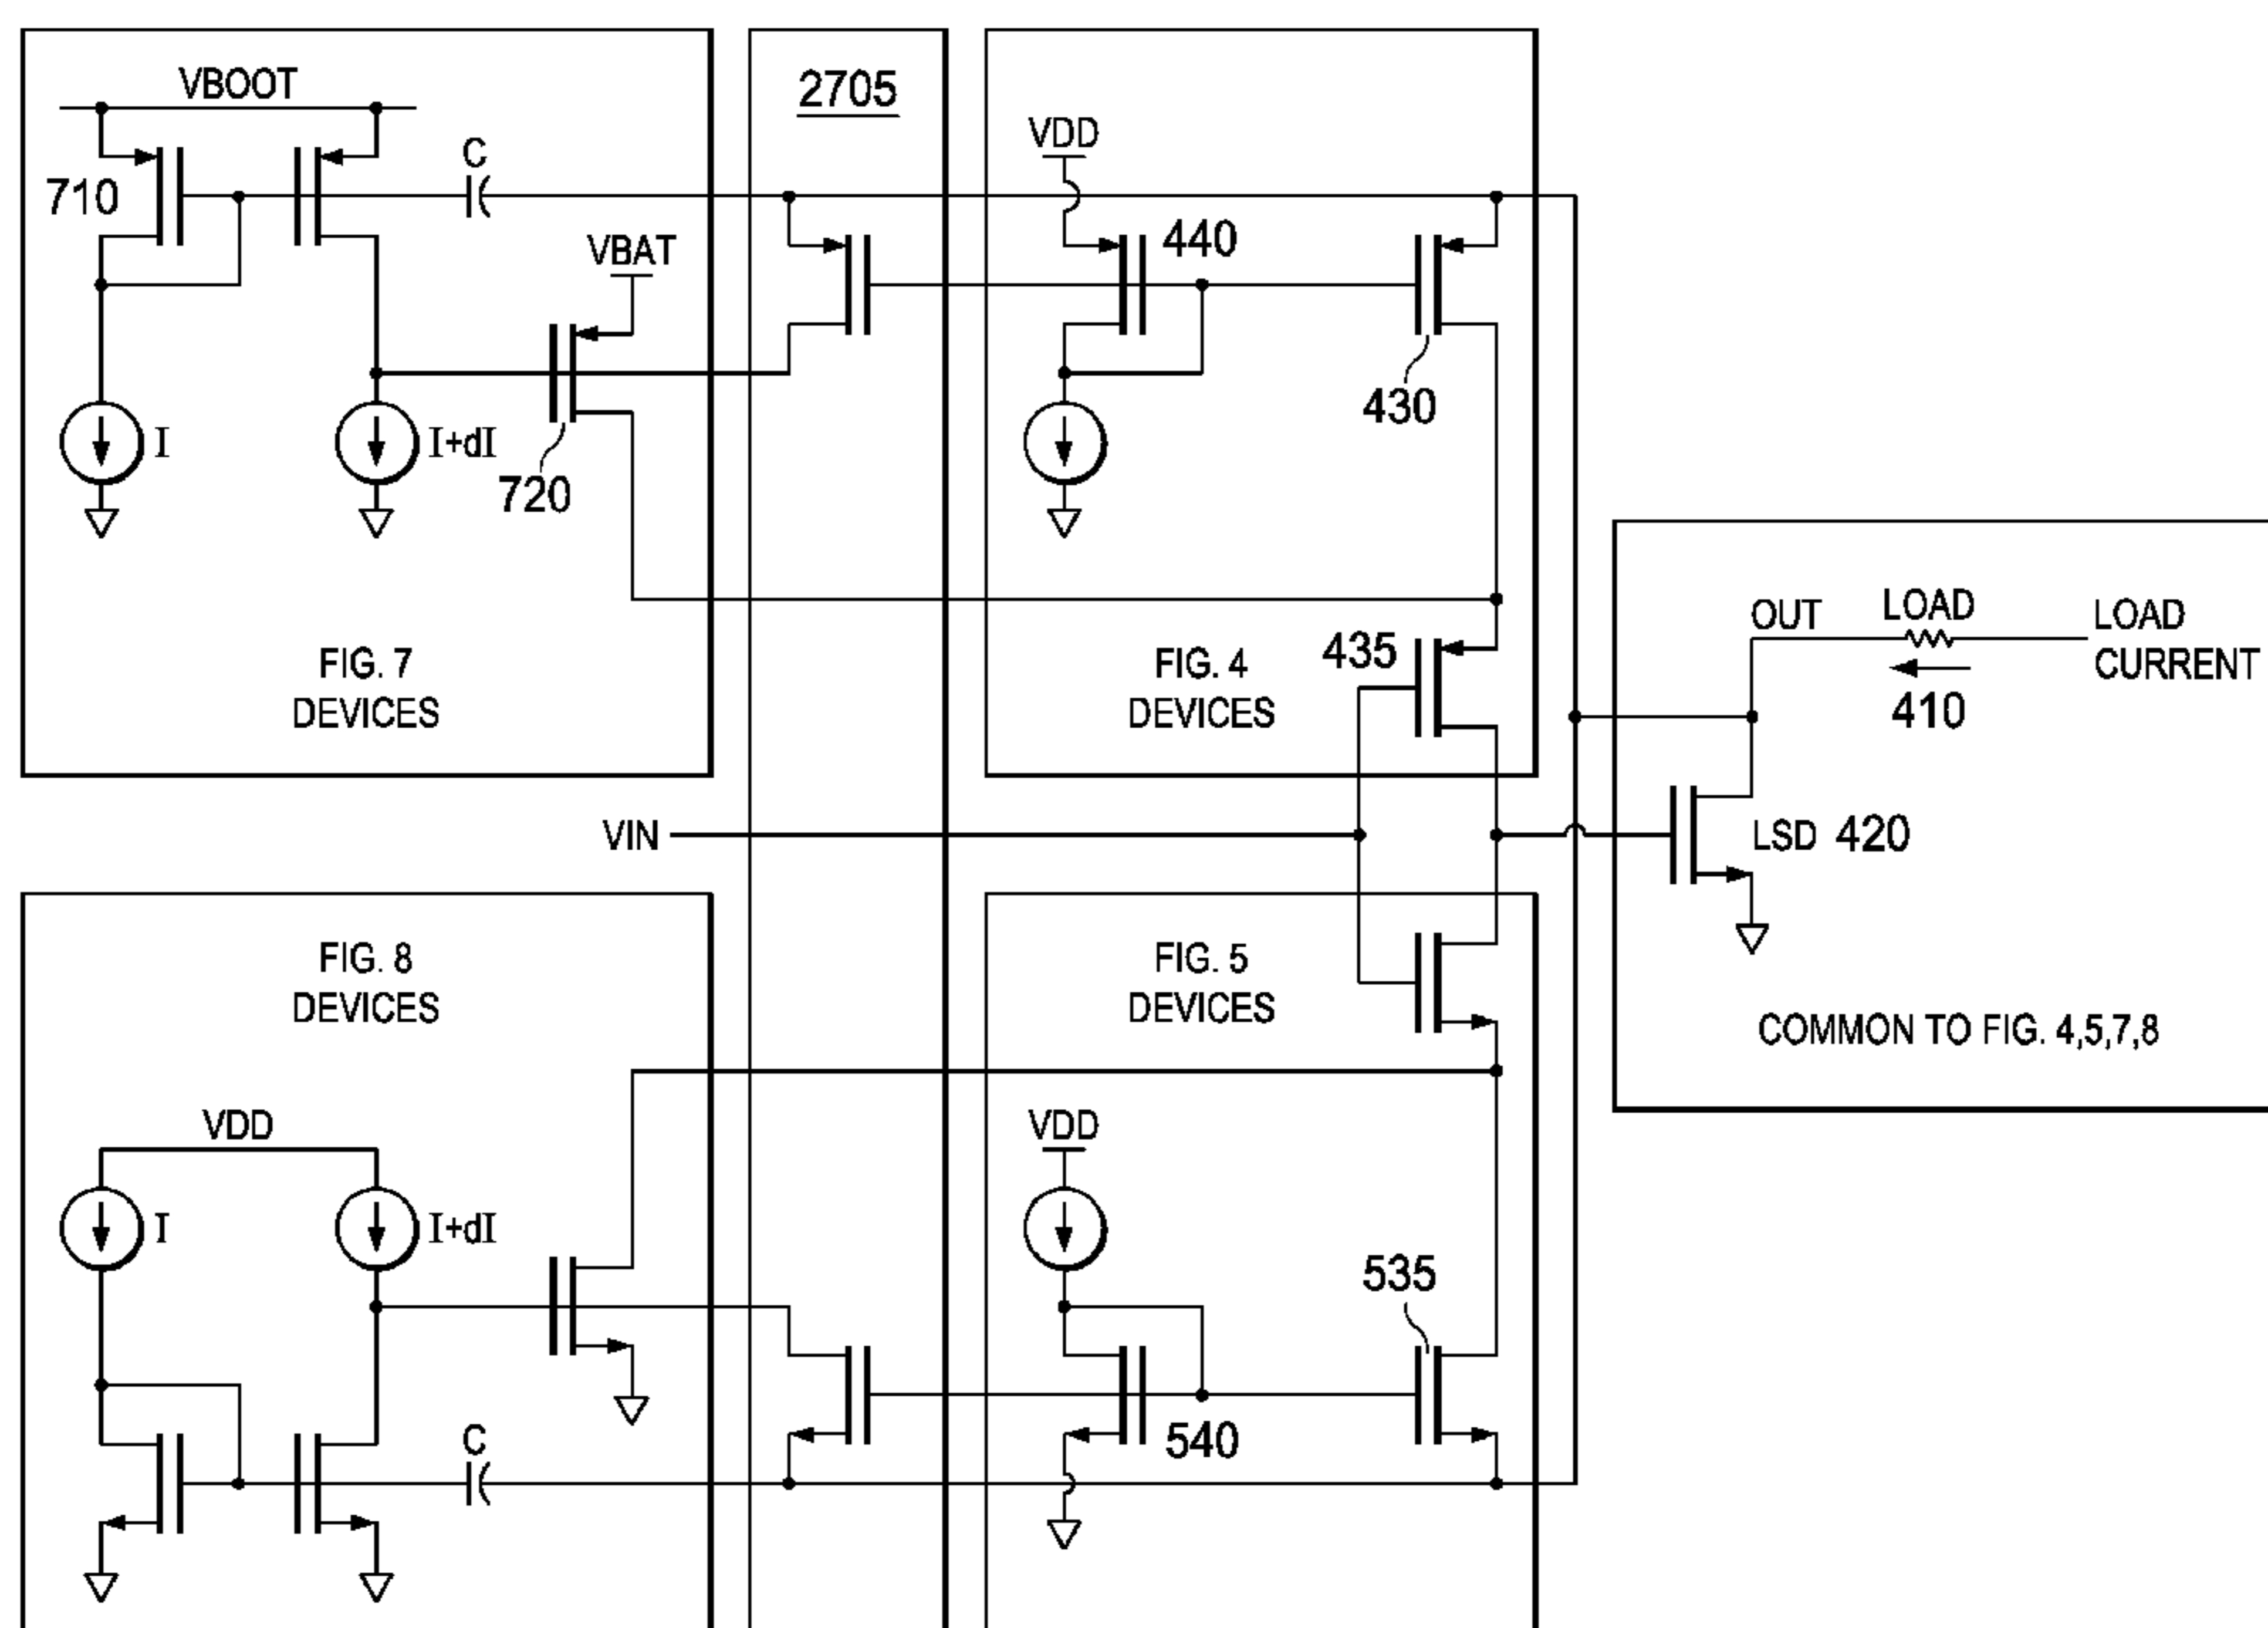 VBOOT
2705
VDD
C
710
VBAT
440
430
I
I+dI
720
FIG. 7
DEVICES
FIG. 4
DEVICES
435
OUT
LOAD
LOAD
CURRENT
410
VIN
LSD 420
FIG. 8
DEVICES
FIG. 5
DEVICES
COMMON TO FIG. 4,5,7,8
VDD
VDD
I
I+dI
535
C
540